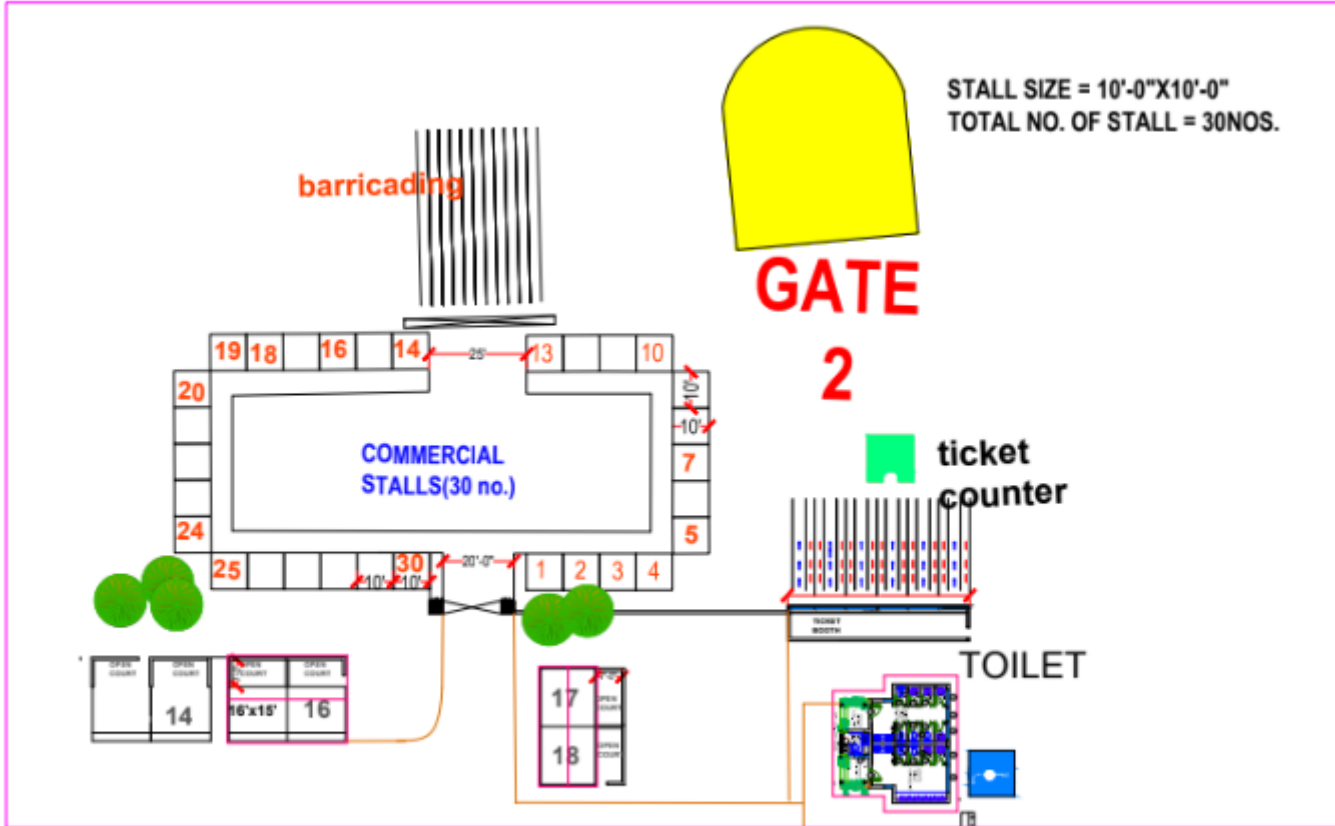 STALL SIZE = 10'-0"X10'-0"
TOTAL NO. OF STALL = 30NOS.
barricading
GATE
2
19 18 16 14 25' 13 10
20
10'
10'
COMMERCIAL
STALLS(30 no.)
7
ticket
counter
24
5
25 30 20'-0" 1 2 3 4
10' 10'
TICKET
BOOTH
TOILET
OPEN
COURT
OPEN
COURT
OPEN
COURT
OPEN
COURT
14
16'x15'
16
17
OPEN
COURT
18
OPEN
COURT